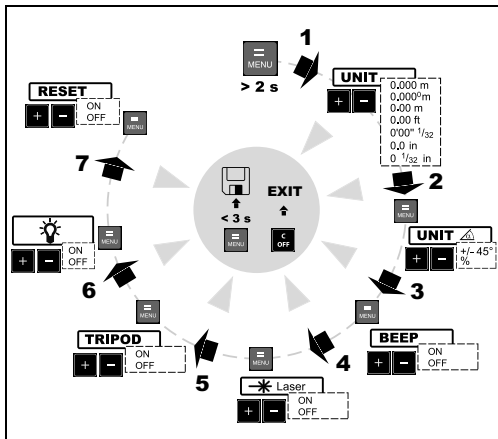 1
=
MENU
> 2 s
UNIT
+ −
0.000 m
0.000⁰m
0.00 m
0.00 ft
0'00" 1/32
0.0 in
0 1/32 in
2
=
MENU
UNIT
+ −
+/- 45°
%
3
=
MENU
BEEP
+ −
ON
OFF
4
=
MENU
Laser
+ −
ON
OFF
5
=
MENU
TRIPOD
+ −
ON
OFF
6
=
MENU
+ −
ON
OFF
7
=
MENU
RESET
+ −
ON
OFF
< 3 s
=
MENU
EXIT
C
OFF